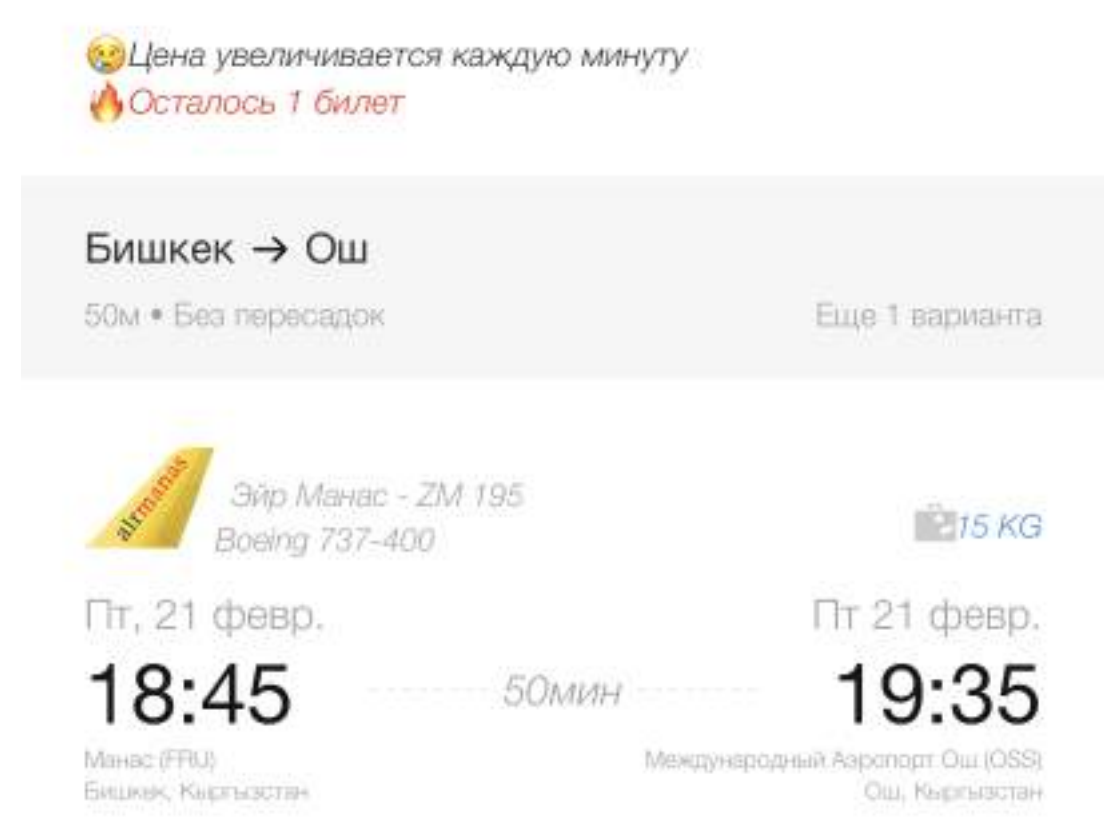 😢Цена увеличивается каждую минуту
🔥Осталось 1 билет
Бишкек → Ош
50м • Без пересадок
Еще 1 варианта
airmanas
Эйр Манас - ZM 195
Boeing 737-400
15 KG
Пт, 21 февр.
Пт 21 февр.
18:45
50мин
19:35
Манас (FRU)
Международный Аэропорт Ош (OSS)
Бишкек, Кыргызстан
Ош, Кыргызстан